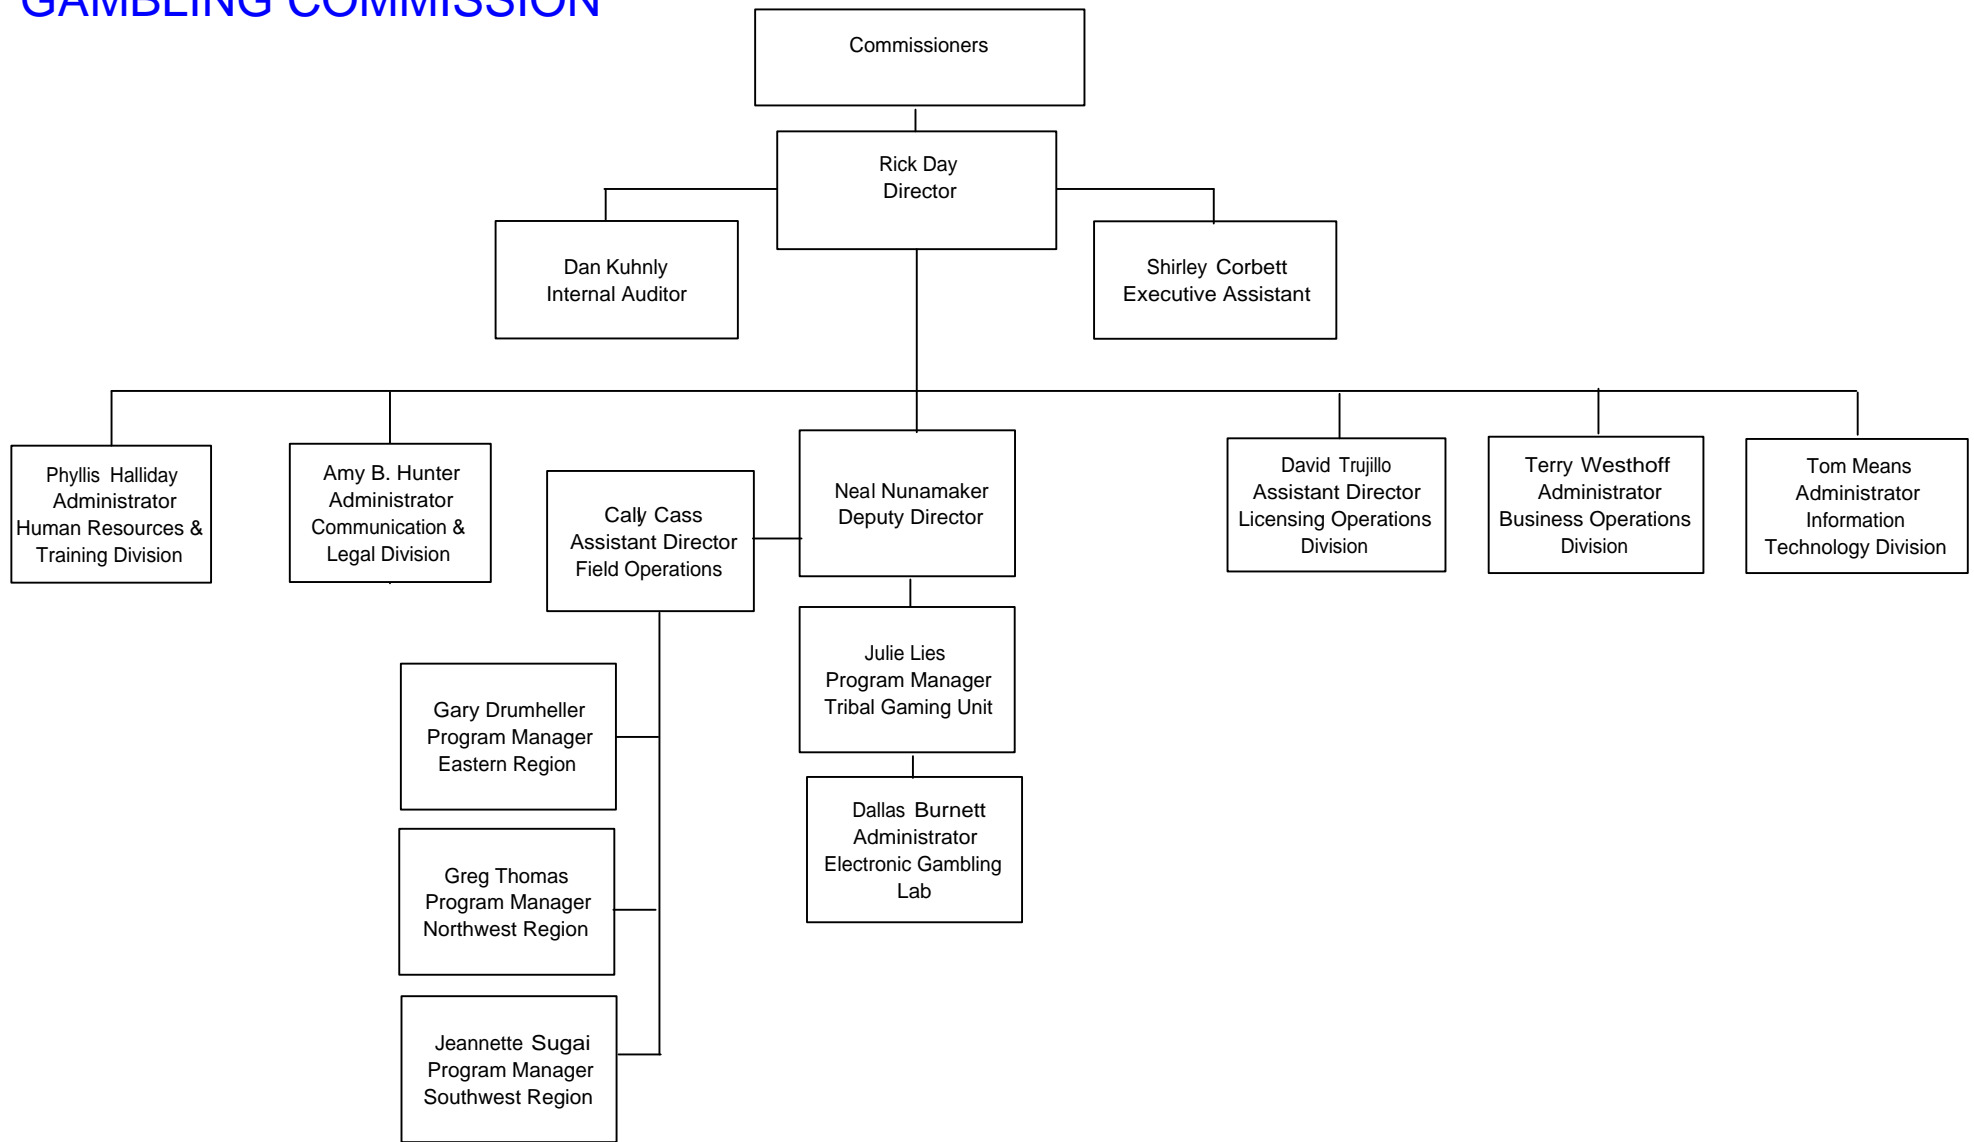 GAMBLING COMMISSION
Commissioners
Rick Day
Director
Dan Kuhnly
Internal Auditor
Shirley Corbett
Executive Assistant
Phyllis Halliday
Administrator
Human Resources &
Training Division
Amy B. Hunter
Administrator
Communication &
Legal Division
Cally Cass
Assistant Director
Field Operations
Neal Nunamaker
Deputy Director
David Trujillo
Assistant Director
Licensing Operations
Division
Terry Westhoff
Administrator
Business Operations
Division
Tom Means
Administrator
Information
Technology Division
Julie Lies
Program Manager
Tribal Gaming Unit
Gary Drumheller
Program Manager
Eastern Region
Dallas Burnett
Administrator
Electronic Gambling
Lab
Greg Thomas
Program Manager
Northwest Region
Jeannette Sugai
Program Manager
Southwest Region